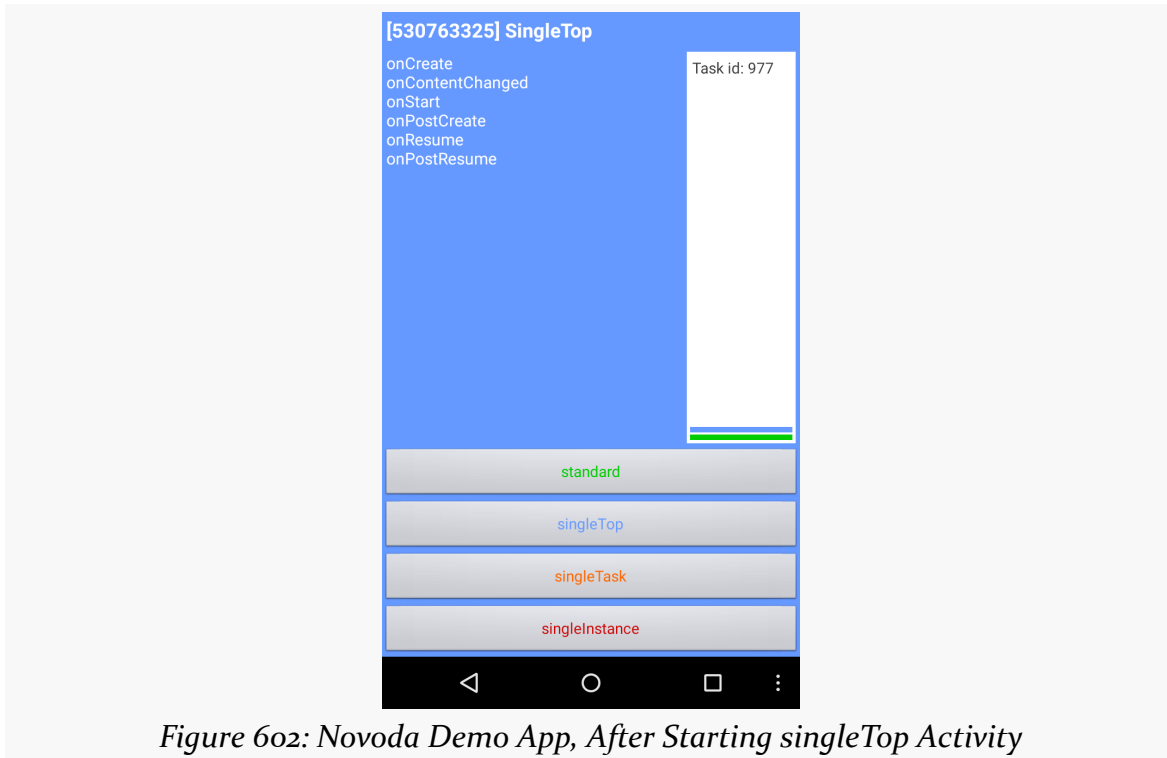 [530763325] SingleTop
onCreate
onContentChanged
onStart
onPostCreate
onResume
onPostResume
Task id: 977
standard
singleTop
singleTask
singleInstance
Figure 602: Novoda Demo App, After Starting singleTop Activity